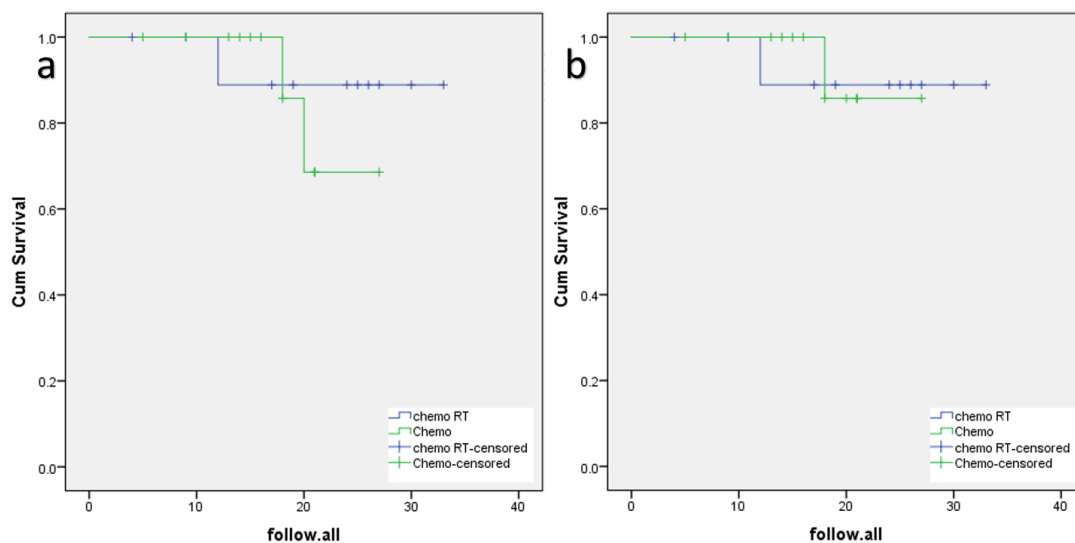 a
Cum Survival
1.0
0.8
0.6
0.4
0.2
0.0
0 10 20 30 40
follow.all
chemo RT
Chemo
chemo RT-censored
Chemo-censored
b
Cum Survival
1.0
0.8
0.6
0.4
0.2
0.0
0 10 20 30 40
follow.all
chemo RT
Chemo
chemo RT-censored
Chemo-censored